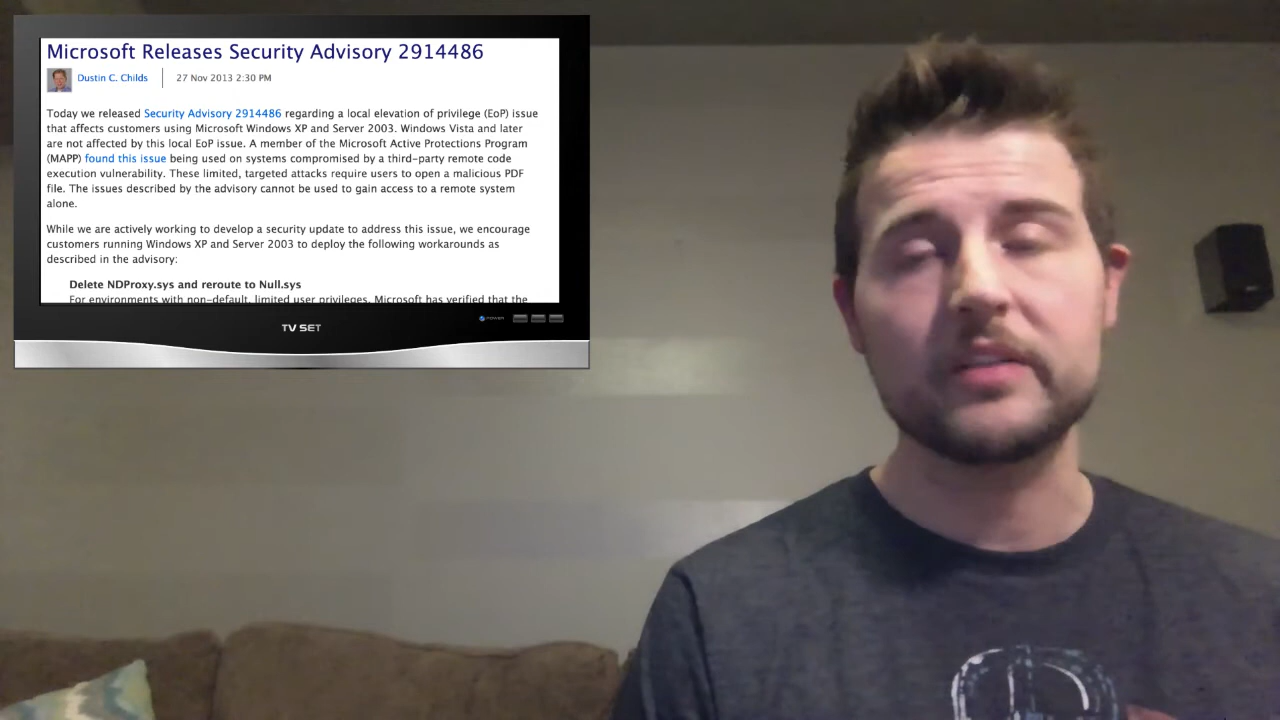 Microsoft Releases Security Advisory 2914486
Dustin C. Childs
27 Nov 2013 2:30 PM
Today we released Security Advisory 2914486 regarding a local elevation of privilege (EoP) issue
that affects customers using Microsoft Windows XP and Server 2003. Windows Vista and later
are not affected by this local EoP issue. A member of the Microsoft Active Protections Program
(MAPP) found this issue being used on systems compromised by a third-party remote code
execution vulnerability. These limited, targeted attacks require users to open a malicious PDF
file. The issues described by the advisory cannot be used to gain access to a remote system
alone.
While we are actively working to develop a security update to address this issue, we encourage
customers running Windows XP and Server 2003 to deploy the following workarounds as
described in the advisory:
Delete NDProxy.sys and reroute to Null.sys
For environments with non-default, limited user privileges, Microsoft has verified that the
POWER
TV SET